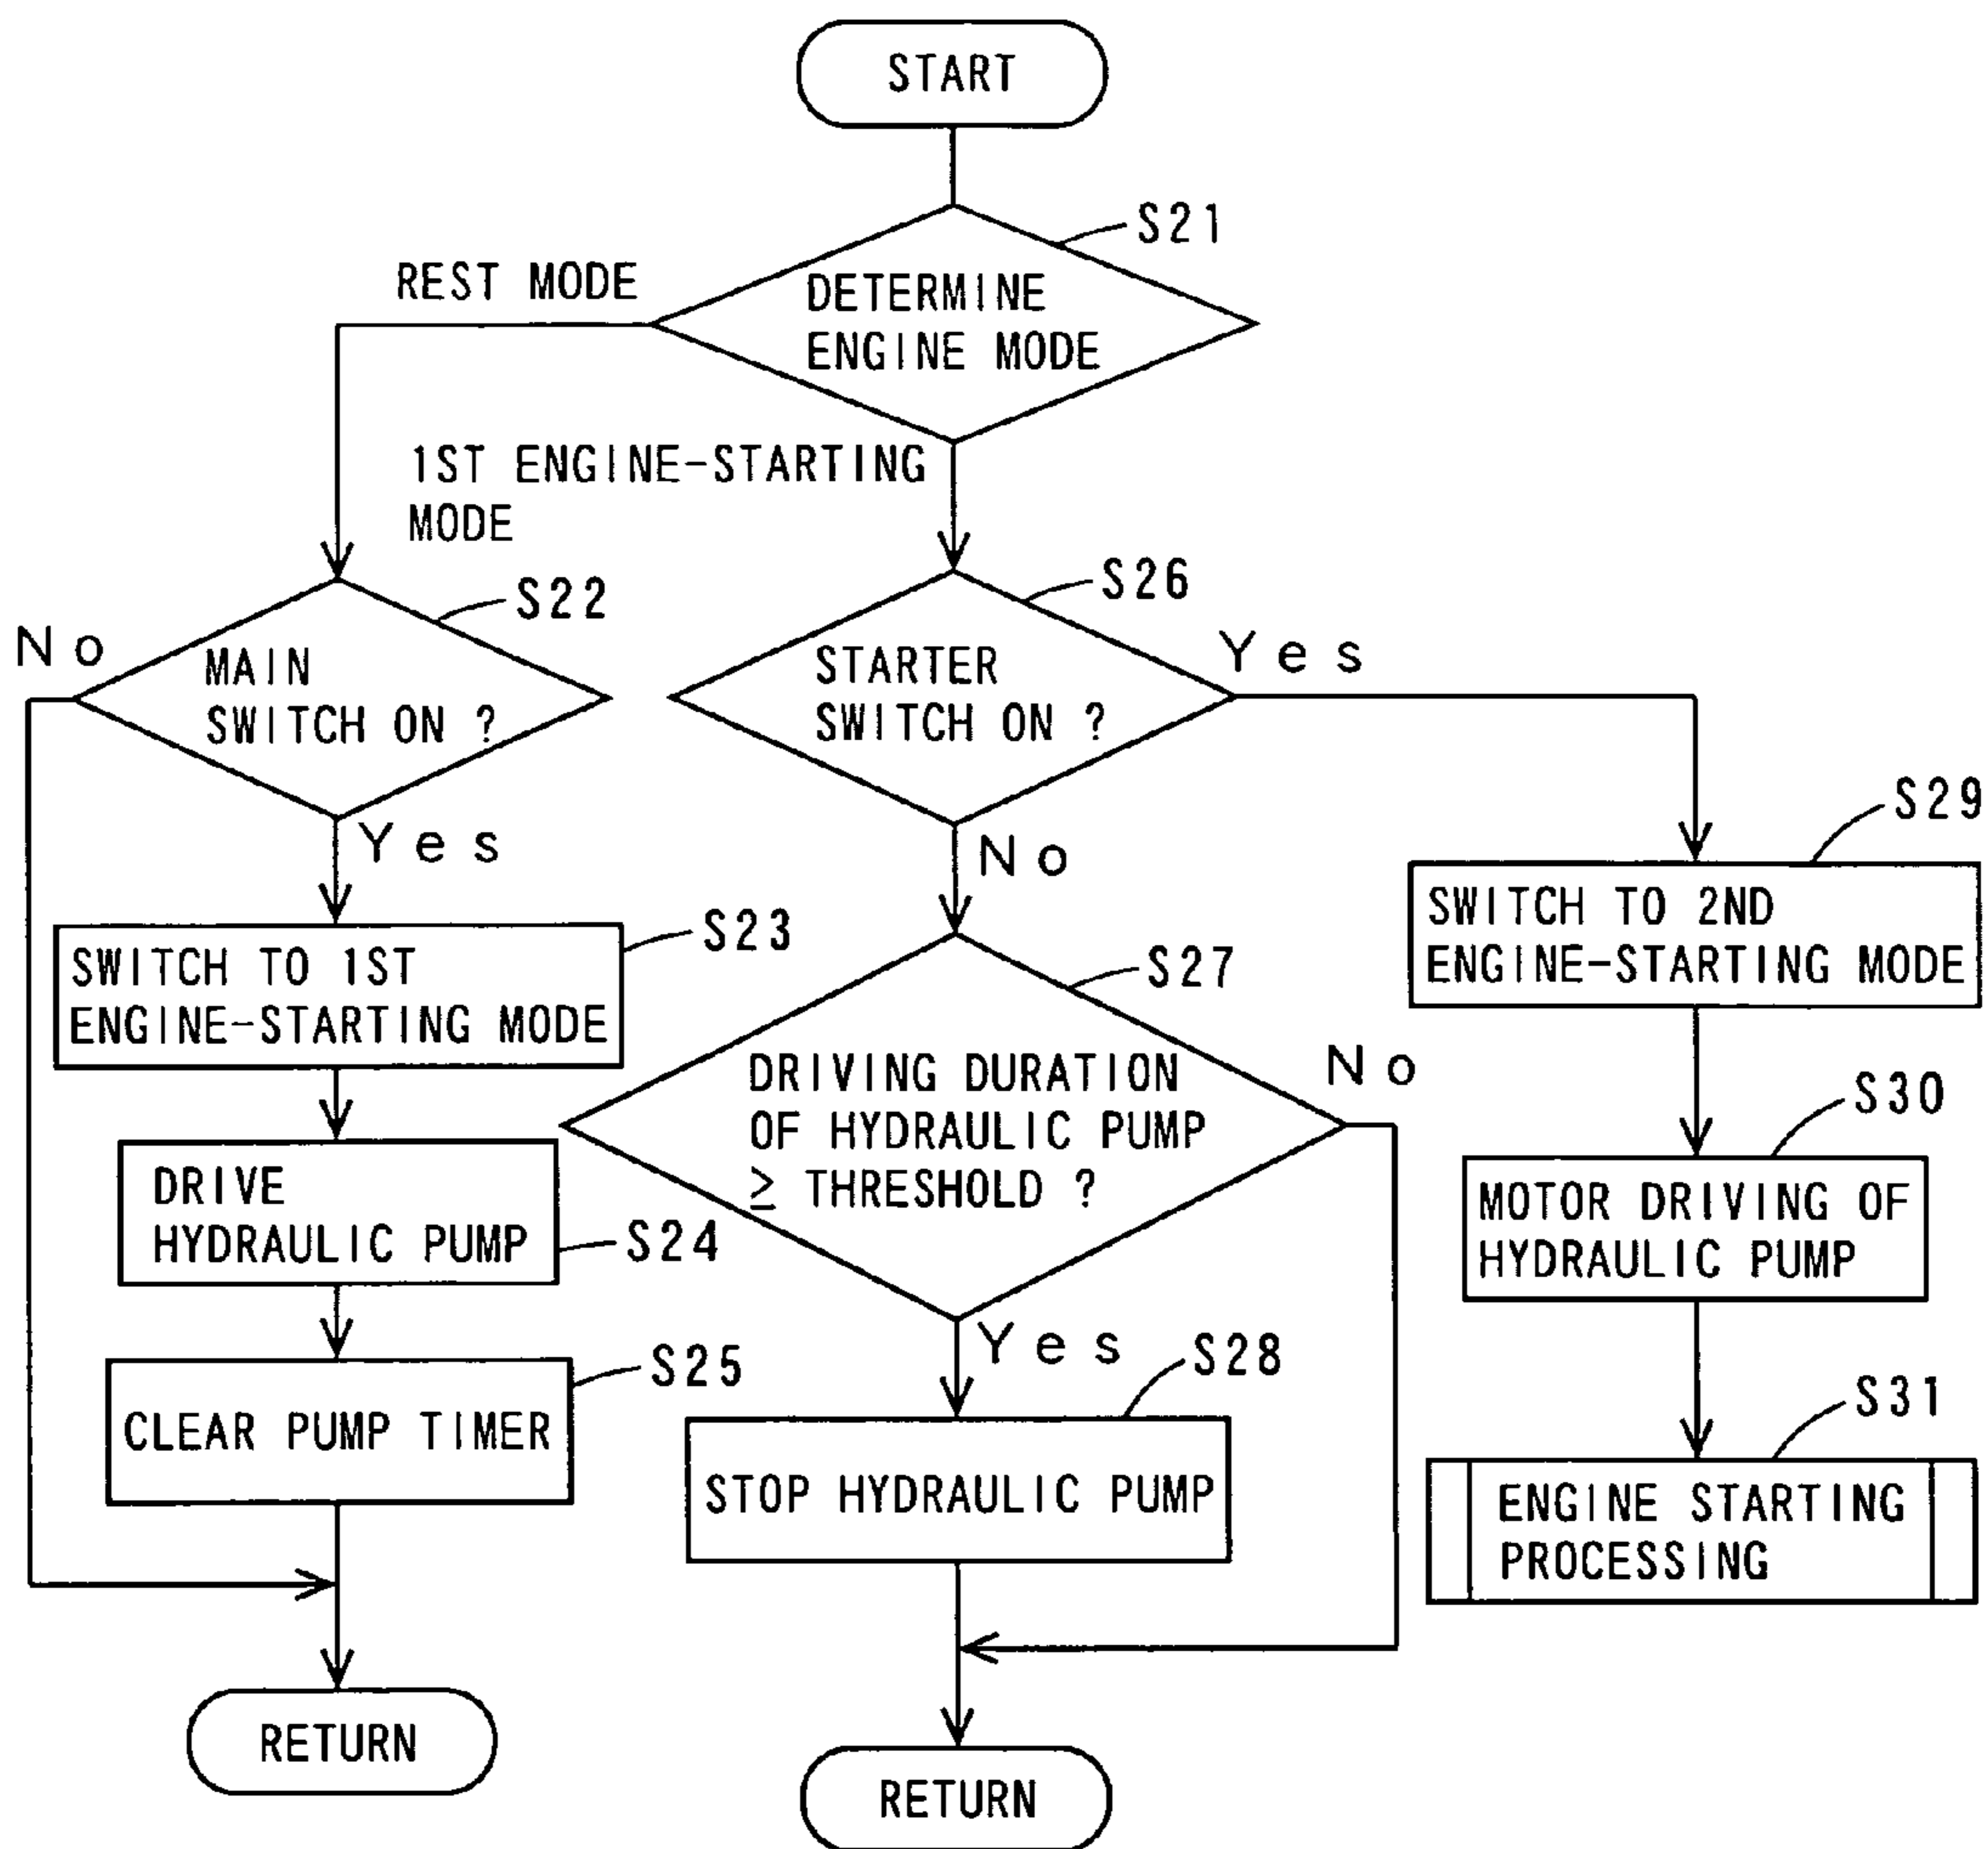 START
S21
REST MODE
DETERMINE
ENGINE MODE
1ST ENGINE-STARTING
MODE
S22
No
MAIN
SWITCH ON ?
Yes
S26
STARTER
SWITCH ON ?
Yes
No
S23
SWITCH TO 1ST
ENGINE-STARTING MODE
DRIVE
HYDRAULIC PUMP
S24
S25
CLEAR PUMP TIMER
RETURN
S27
DRIVING DURATION
OF HYDRAULIC PUMP
≥ THRESHOLD ?
No
Yes
S28
STOP HYDRAULIC PUMP
RETURN
S29
SWITCH TO 2ND
ENGINE-STARTING MODE
S30
MOTOR DRIVING OF
HYDRAULIC PUMP
S31
ENGINE STARTING
PROCESSING